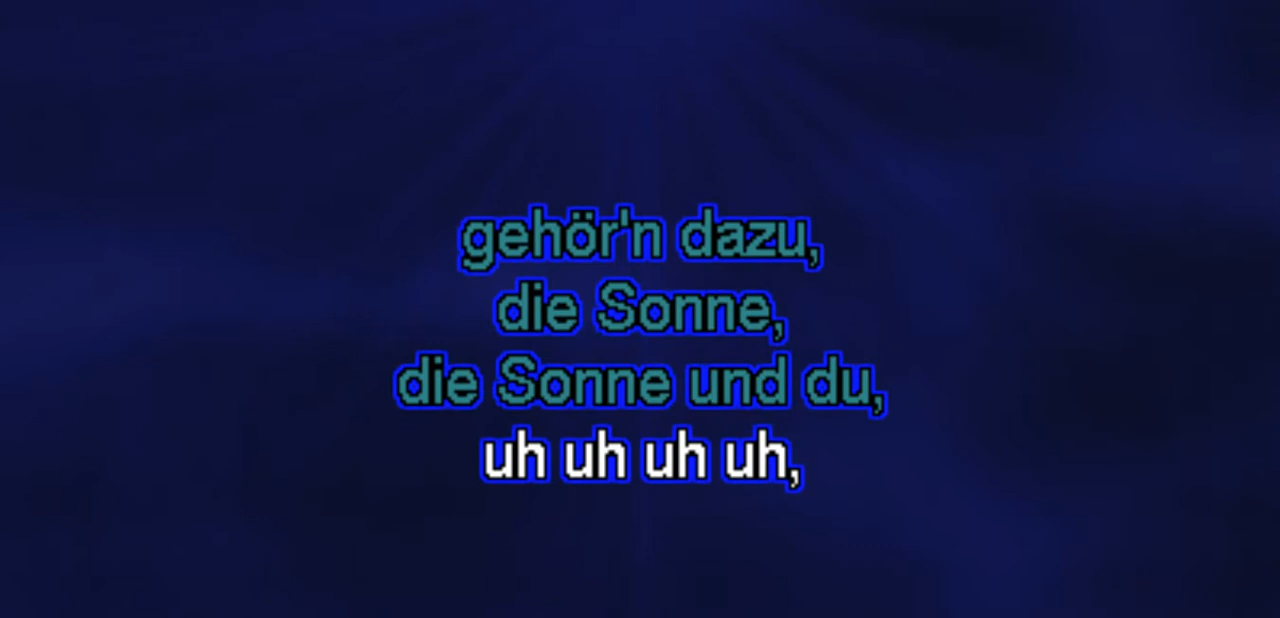 gehör'n dazu,
die Sonne,
die Sonne und du,
uh uh uh uh,